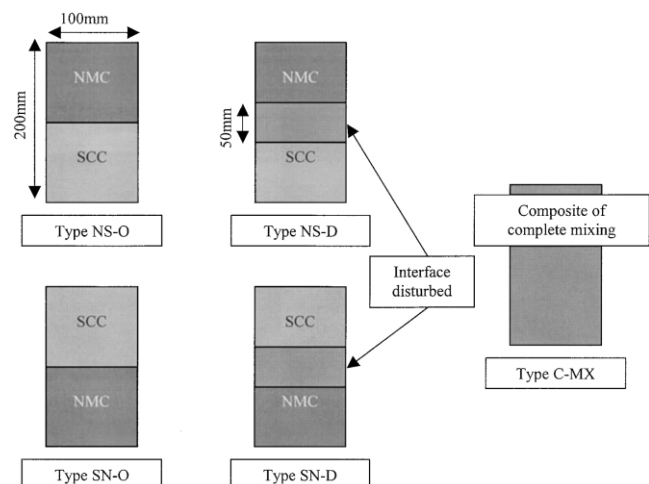 100mm
200mm
NMC
SCC
Type NS-O
NMC
50mm
SCC
Type NS-D
Interface
disturbed
Composite of
complete mixing
Type C-MX
SCC
NMC
Type SN-O
SCC
NMC
Type SN-D